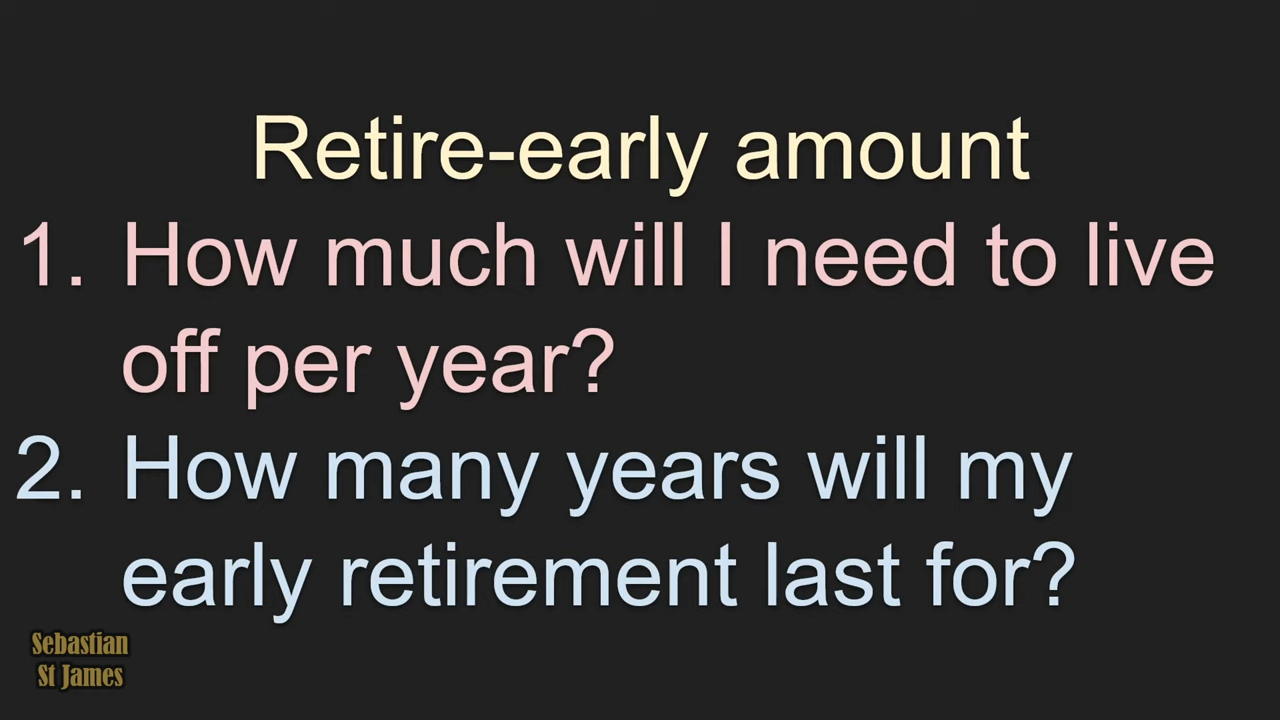 Retire-early amount
1. How much will I need to live
off per year?
2. How many years will my
early retirement last for?
Sebastian
St James